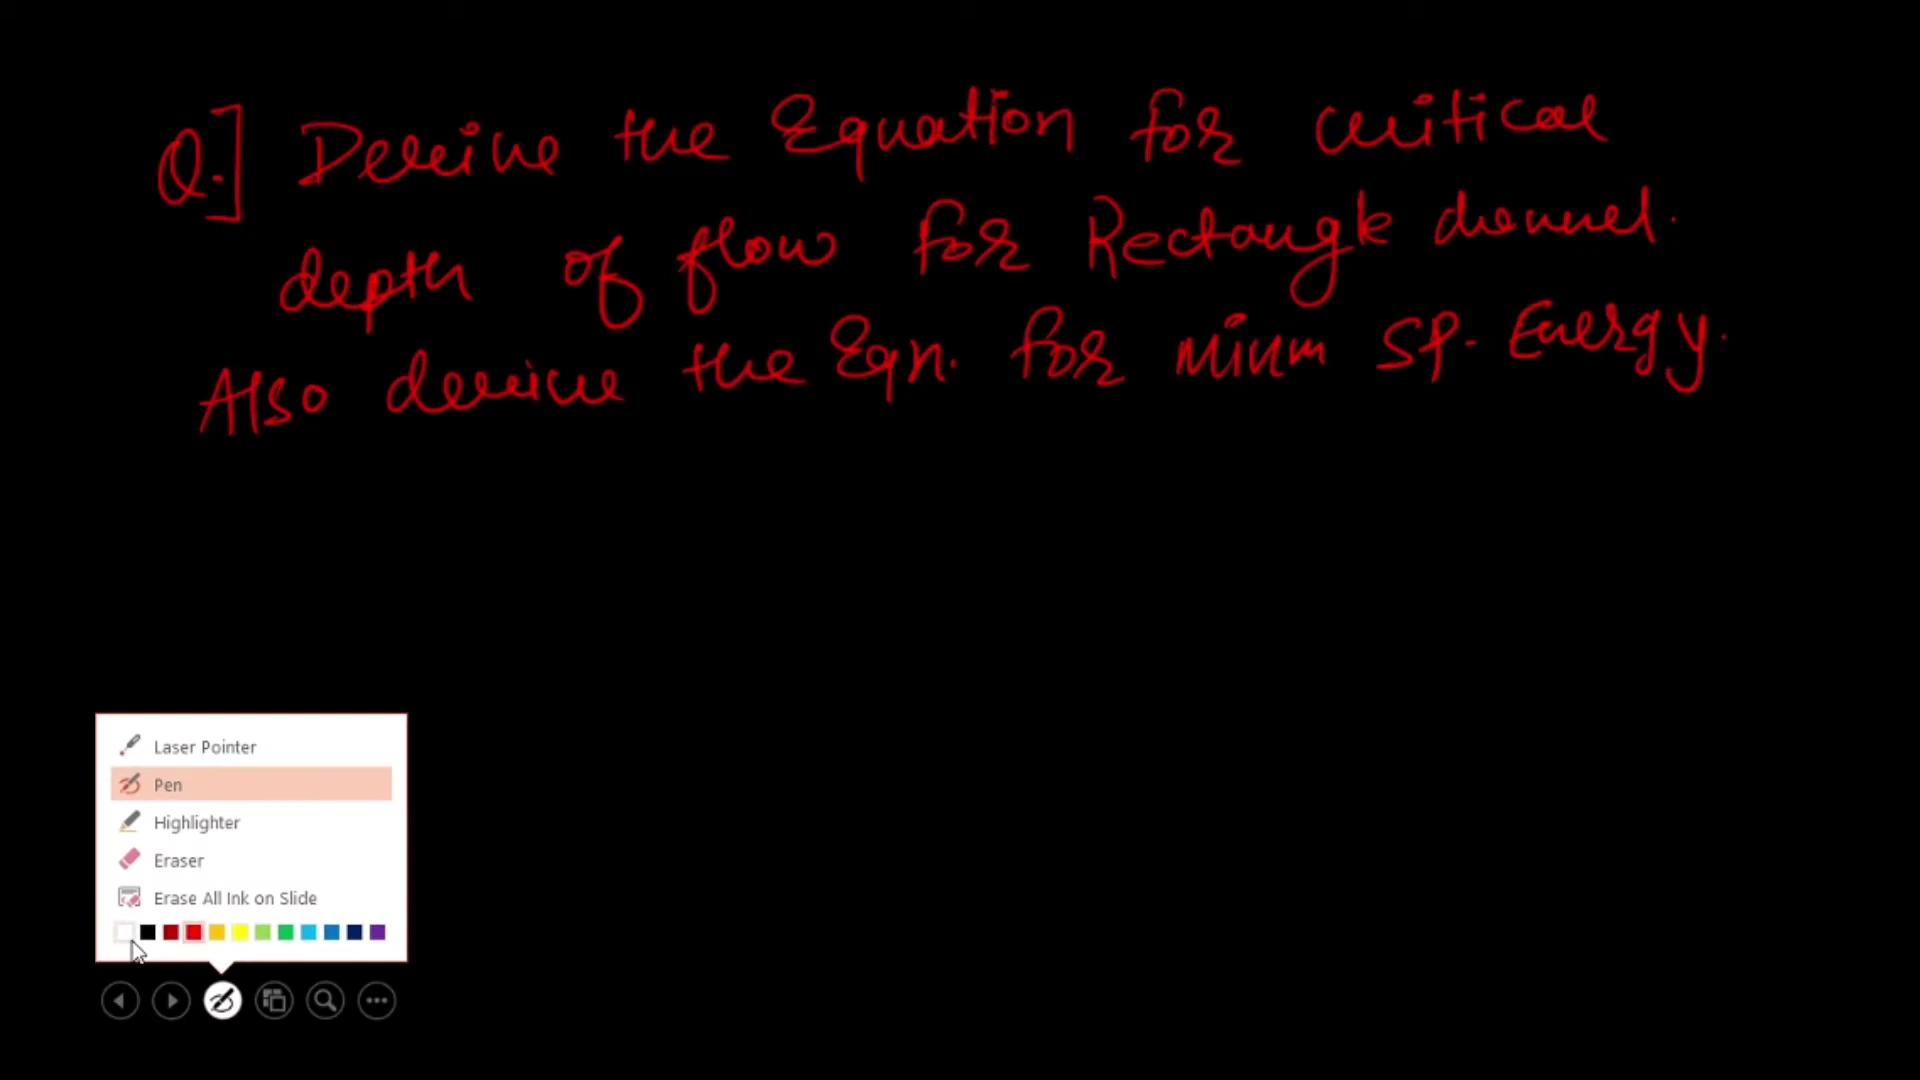 Q.] Derive the Equation for critical
depth of flow for Rectangle channel.
Also derive the Eqn. for minm SP. Energy.
Laser Pointer
Pen
Highlighter
Eraser
Erase All Ink on Slide